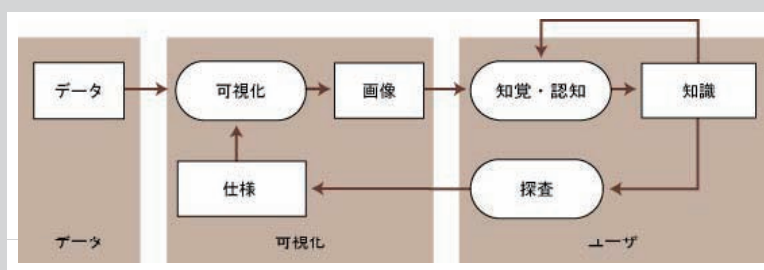 データ
可視化
画像
知覚・認知
知識
仕様
探査
データ
可視化
ユーザ